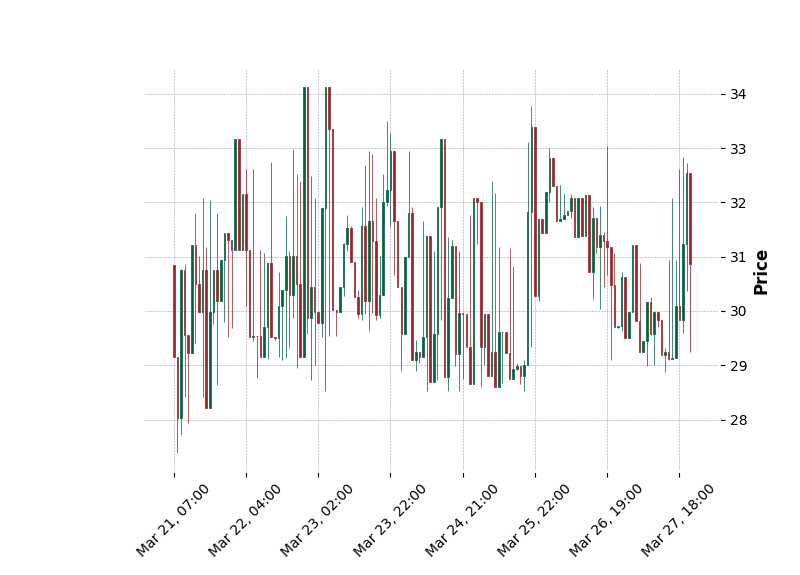 34
33
32
31
30
29
28
Price
Mar 21, 07:00
Mar 22, 04:00
Mar 23, 02:00
Mar 23, 22:00
Mar 24, 21:00
Mar 25, 22:00
Mar 26, 19:00
Mar 27, 18:00